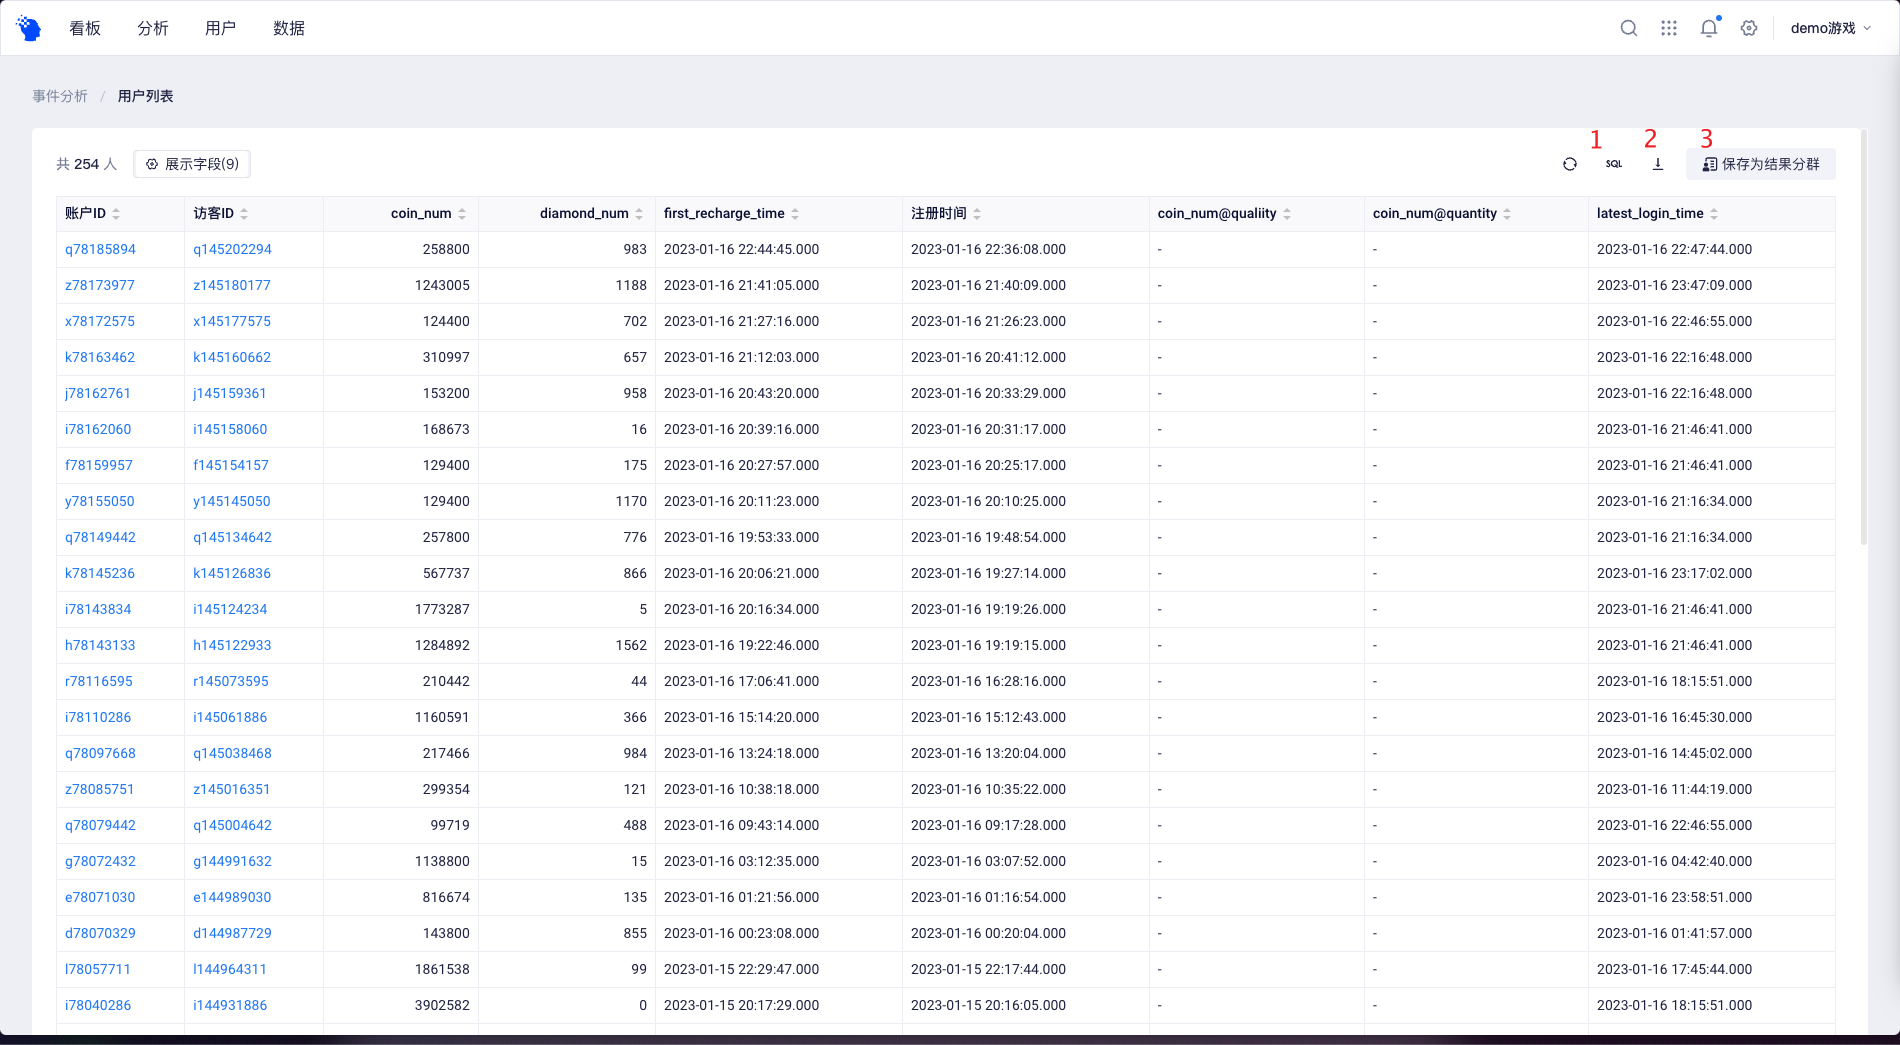 看板 分析 用户 数据 demo游戏
事件分析 / 用户列表
1 2 3
共 254 人 展示字段(9) SQL 保存为结果分群
账户ID 访客ID coin_num diamond_num first_recharge_time 注册时间 coin_num@qualiity coin_num@quantity latest_login_time
q78185894 q145202294 258800 983 2023-01-16 22:44:45.000 2023-01-16 22:36:08.000 - - 2023-01-16 22:47:44.000
z78173977 z145180177 1243005 1188 2023-01-16 21:41:05.000 2023-01-16 21:40:09.000 - - 2023-01-16 23:47:09.000
x78172575 x145177575 124400 702 2023-01-16 21:27:16.000 2023-01-16 21:26:23.000 - - 2023-01-16 22:46:55.000
k78163462 k145160662 310997 657 2023-01-16 21:12:03.000 2023-01-16 20:41:12.000 - - 2023-01-16 22:16:48.000
j78162761 j145159361 153200 958 2023-01-16 20:43:20.000 2023-01-16 20:33:29.000 - - 2023-01-16 22:16:48.000
i78162060 i145158060 168673 16 2023-01-16 20:39:16.000 2023-01-16 20:31:17.000 - - 2023-01-16 21:46:41.000
f78159957 f145154157 129400 175 2023-01-16 20:27:57.000 2023-01-16 20:25:17.000 - - 2023-01-16 21:46:41.000
y78155050 y145145050 129400 1170 2023-01-16 20:11:23.000 2023-01-16 20:10:25.000 - - 2023-01-16 21:16:34.000
q78149442 q145134642 257800 776 2023-01-16 19:53:33.000 2023-01-16 19:48:54.000 - - 2023-01-16 21:16:34.000
k78145236 k145126836 567737 866 2023-01-16 20:06:21.000 2023-01-16 19:27:14.000 - - 2023-01-16 23:17:02.000
i78143834 i145124234 1773287 5 2023-01-16 20:16:34.000 2023-01-16 19:19:26.000 - - 2023-01-16 21:46:41.000
h78143133 h145122933 1284892 1562 2023-01-16 19:22:46.000 2023-01-16 19:19:15.000 - - 2023-01-16 21:46:41.000
r78116595 r145073595 210442 44 2023-01-16 17:06:41.000 2023-01-16 16:28:16.000 - - 2023-01-16 18:15:51.000
i78110286 i145061886 1160591 366 2023-01-16 15:14:20.000 2023-01-16 15:12:43.000 - - 2023-01-16 16:45:30.000
q78097668 q145038468 217466 984 2023-01-16 13:24:18.000 2023-01-16 13:20:04.000 - - 2023-01-16 14:45:02.000
z78085751 z145016351 299354 121 2023-01-16 10:38:18.000 2023-01-16 10:35:22.000 - - 2023-01-16 11:44:19.000
q78079442 q145004642 99719 488 2023-01-16 09:43:14.000 2023-01-16 09:17:28.000 - - 2023-01-16 22:46:55.000
g78072432 g144991632 1138800 15 2023-01-16 03:12:35.000 2023-01-16 03:07:52.000 - - 2023-01-16 04:42:40.000
e78071030 e144989030 816674 135 2023-01-16 01:21:56.000 2023-01-16 01:16:54.000 - - 2023-01-16 23:58:51.000
d78070329 d144987729 143800 855 2023-01-16 00:23:08.000 2023-01-16 00:20:04.000 - - 2023-01-16 01:41:57.000
l78057711 l144964311 1861538 99 2023-01-15 22:29:47.000 2023-01-15 22:17:44.000 - - 2023-01-16 17:45:44.000
i78040286 i144931886 3902582 0 2023-01-15 20:17:29.000 2023-01-15 20:16:05.000 - - 2023-01-16 18:15:51.000